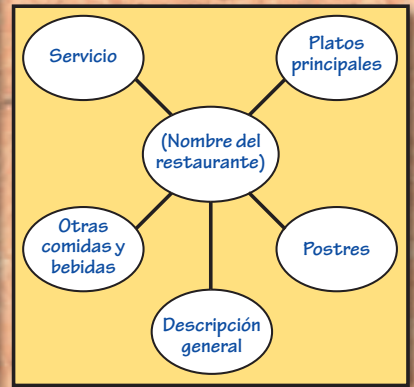 Servicio
Platos
principales
(Nombre del
restaurante)
Otras
comidas y
bebidas
Postres
Descripción
general